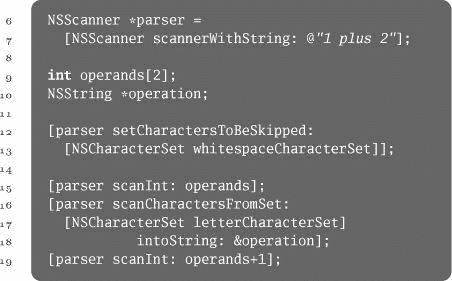 6 NSScanner *parser =
7 [NSScanner scannerWithString: @"1 plus 2"];
8
9 int operands[2];
10 NSString *operation;
11
12 [parser setCharactersToBeSkipped:
13 [NSCharacterSet whitespaceCharacterSet]];
14
15 [parser scanInt: operands];
16 [parser scanCharactersFromSet:
17 [NSCharacterSet letterCharacterSet]
18 intoString: &operation];
19 [parser scanInt: operands+1];